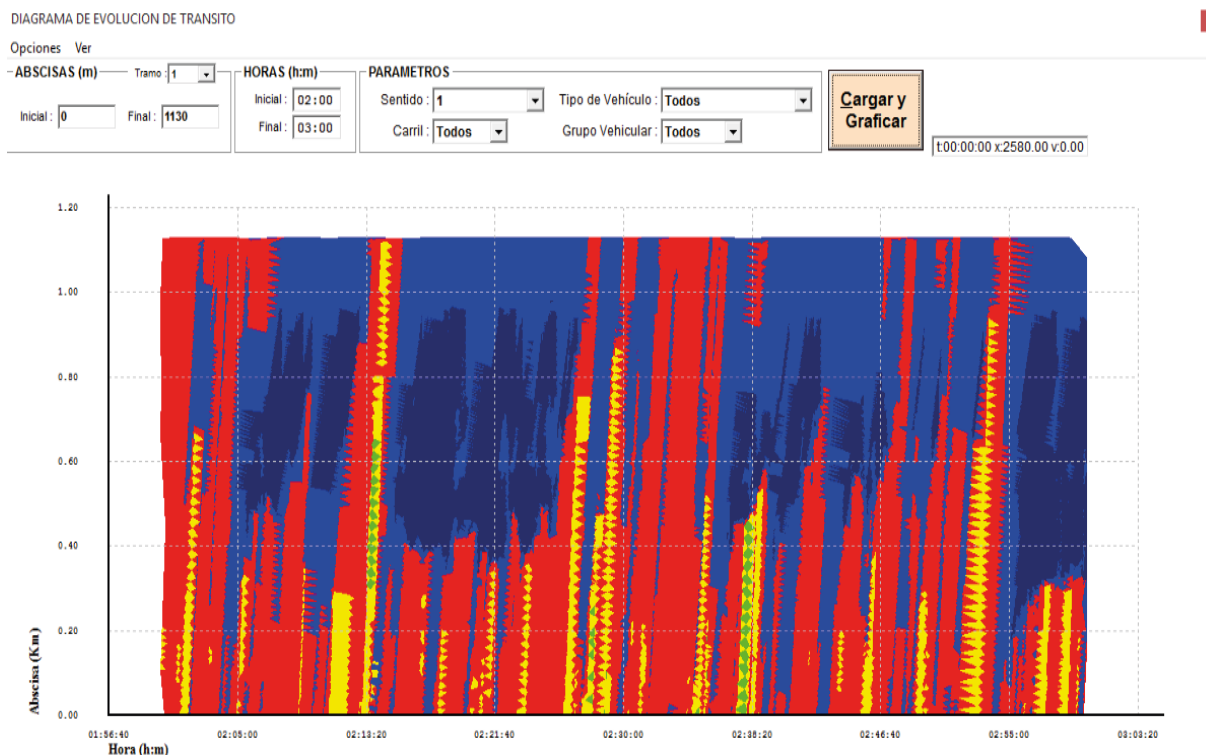 DIAGRAMA DE EVOLUCION DE TRANSITO
Opciones Ver
ABSCISAS (m) Tramo : 1
Inicial : 0 Final : 1130
HORAS (h:m)
Inicial : 02:00
Final : 03:00
PARAMETROS
Sentido : 1 Tipo de Vehículo : Todos
Carril : Todos Grupo Vehicular : Todos
Cargar y
Graficar
t:00:00:00 x:2580.00 v:0.00
1.20
1.00
0.80
0.60
0.40
0.20
0.00
Abscisa (Km)
01:56:40 02:05:00 02:13:20 02:21:40 02:30:00 02:38:20 02:46:40 02:55:00 03:03:20
Hora (h:m)